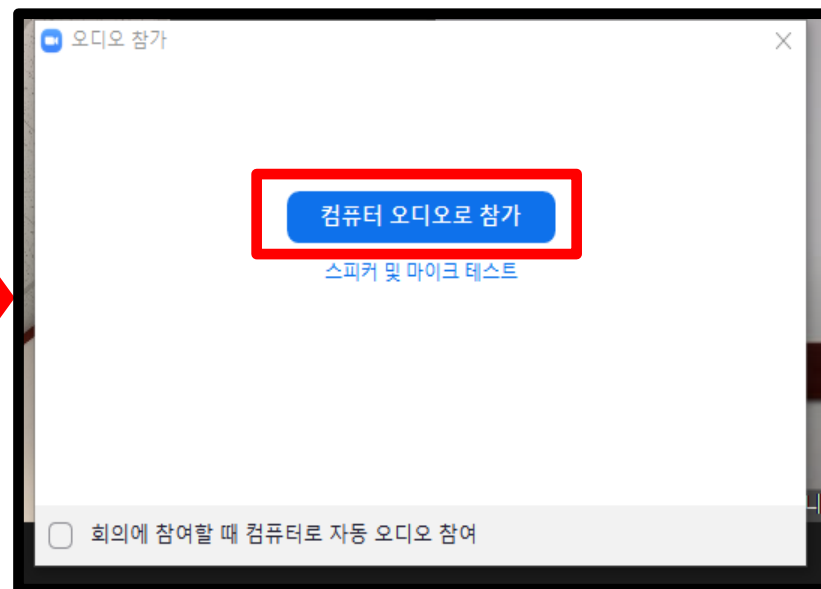 오디오 참가
컴퓨터 오디오로 참가
스피커 및 마이크 테스트
회의에 참여할 때 컴퓨터로 자동 오디오 참여